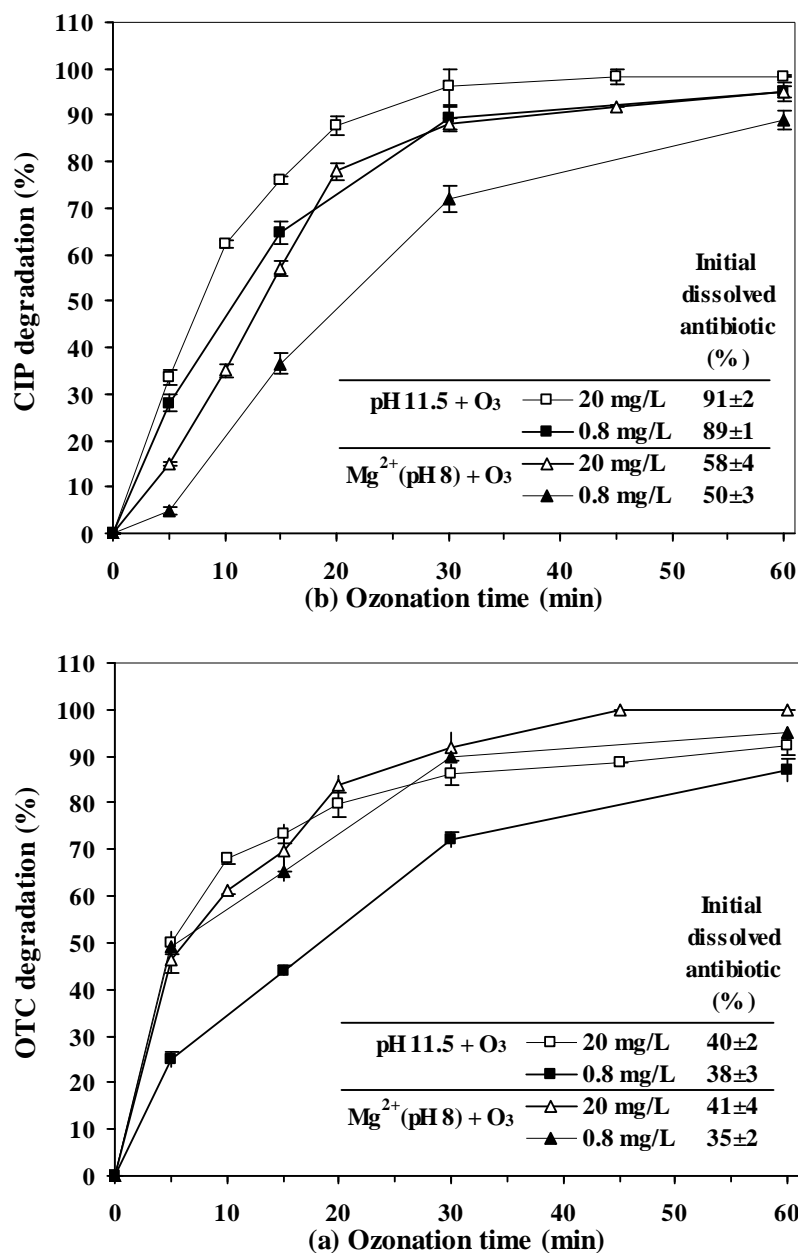 110
100
90
80
70
60
50
40
30
20
10
0
CIP degradation (%)
Initial
dissolved
antibiotic
(%)
pH 11.5 + O₃ 20 mg/L 91±2
0.8 mg/L 89±1
Mg²⁺(pH 8) + O₃ 20 mg/L 58±4
0.8 mg/L 50±3
0 10 20 30 40 50 60
(b) Ozonation time (min)
110
100
90
80
70
60
50
40
30
20
10
0
OTC degradation (%)
Initial
dissolved
antibiotic
(%)
pH 11.5 + O₃ 20 mg/L 40±2
0.8 mg/L 38±3
Mg²⁺(pH 8) + O₃ 20 mg/L 41±4
0.8 mg/L 35±2
0 10 20 30 40 50 60
(a) Ozonation time (min)